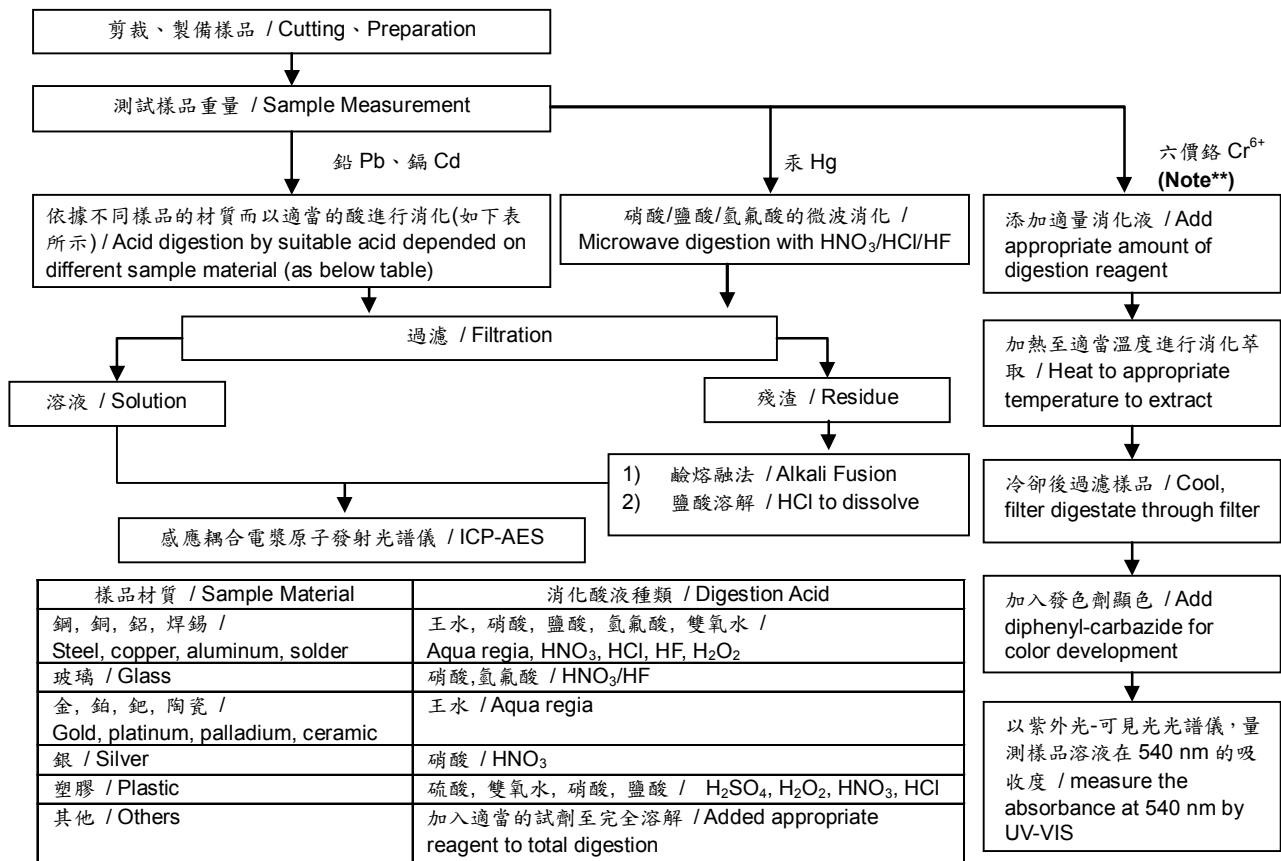 剪裁、製備樣品 / Cutting、Preparation
測試樣品重量 / Sample Measurement
鉛 Pb、鎘 Cd
汞 Hg
六價鉻 Cr⁶⁺
(Note**)
依據不同樣品的材質而以適當的酸進行消化(如下表
所示) / Acid digestion by suitable acid depended on
different sample material (as below table)
硝酸/鹽酸/氫氟酸的微波消化 /
Microwave digestion with HNO₃/HCl/HF
添加適量消化液 / Add
appropriate amount of
digestion reagent
過濾 / Filtration
加熱至適當溫度進行消化萃
取 / Heat to appropriate
temperature to extract
溶液 / Solution
殘渣 / Residue
1) 鹼熔融法 / Alkali Fusion
2) 鹽酸溶解 / HCl to dissolve
冷卻後過濾樣品 / Cool,
filter digestate through filter
感應耦合電漿原子發射光譜儀 / ICP-AES
加入發色劑顯色 / Add
diphenyl-carbazide for
color development
以紫外光-可見光光譜儀，量
測樣品溶液在 540 nm 的吸
收度 / measure the
absorbance at 540 nm by
UV-VIS
樣品材質 / Sample Material
消化酸液種類 / Digestion Acid
鋼, 銅, 鋁, 焊錫 /
Steel, copper, aluminum, solder
王水, 硝酸, 鹽酸, 氫氟酸, 雙氧水 /
Aqua regia, HNO₃, HCl, HF, H₂O₂
玻璃 / Glass
硝酸,氫氟酸 / HNO₃/HF
金, 鉑, 鈀, 陶瓷 /
Gold, platinum, palladium, ceramic
王水 / Aqua regia
銀 / Silver
硝酸 / HNO₃
塑膠 / Plastic
硫酸, 雙氧水, 硝酸, 鹽酸 / H₂SO₄, H₂O₂, HNO₃, HCl
其他 / Others
加入適當的試劑至完全溶解 / Added appropriate
reagent to total digestion